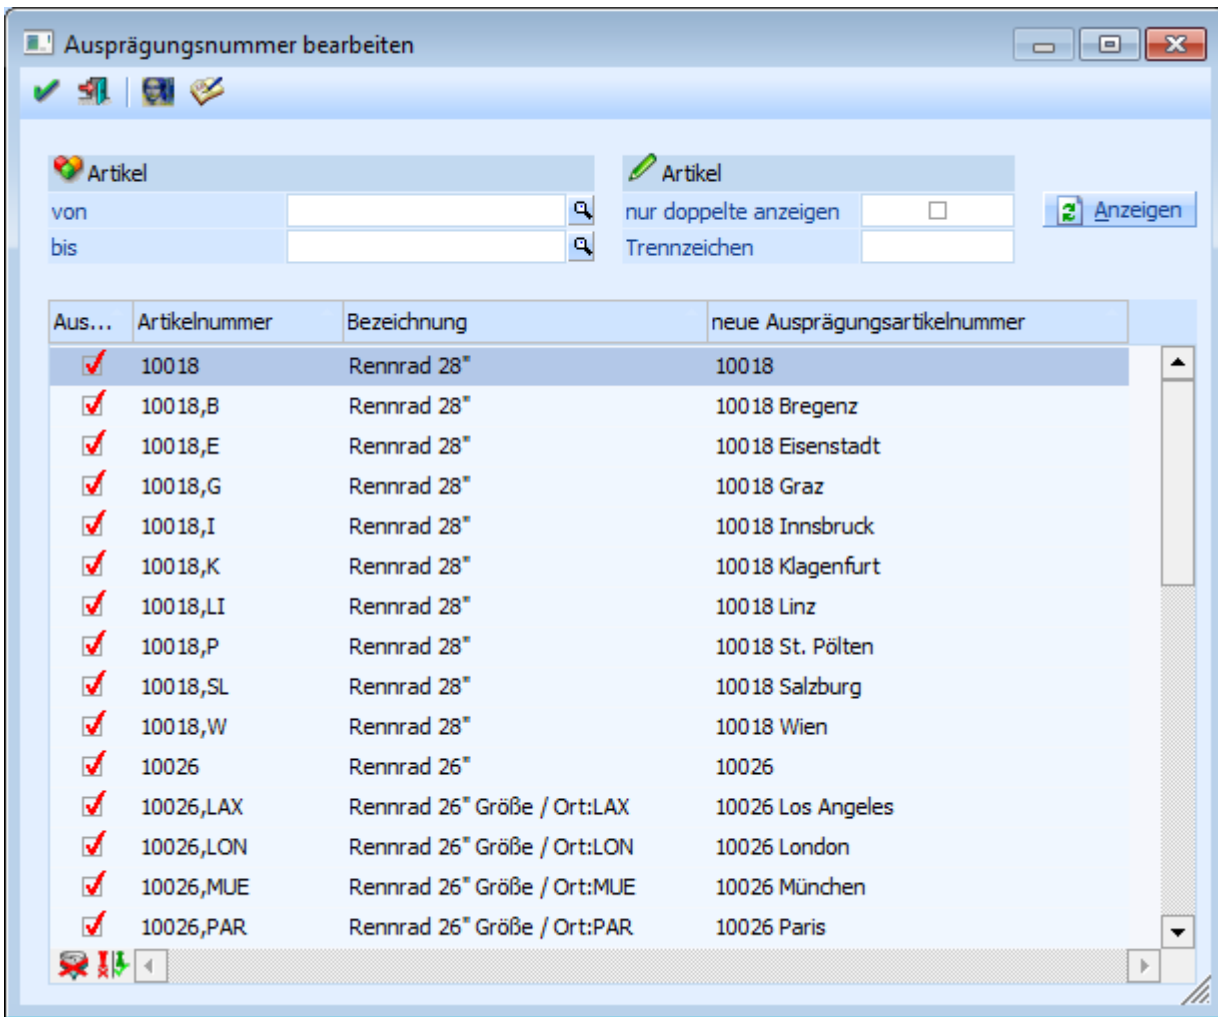 Ausprägungsnummer bearbeiten
Artikel
Artikel
von
nur doppelte anzeigen
Anzeigen
bis
Trennzeichen
Aus... Artikelnummer Bezeichnung neue Ausprägungsartikelnummer
10018 Rennrad 28" 10018
10018,B Rennrad 28" 10018 Bregenz
10018,E Rennrad 28" 10018 Eisenstadt
10018,G Rennrad 28" 10018 Graz
10018,I Rennrad 28" 10018 Innsbruck
10018,K Rennrad 28" 10018 Klagenfurt
10018,LI Rennrad 28" 10018 Linz
10018,P Rennrad 28" 10018 St. Pölten
10018,SL Rennrad 28" 10018 Salzburg
10018,W Rennrad 28" 10018 Wien
10026 Rennrad 26" 10026
10026,LAX Rennrad 26" Größe / Ort:LAX 10026 Los Angeles
10026,LON Rennrad 26" Größe / Ort:LON 10026 London
10026,MUE Rennrad 26" Größe / Ort:MUE 10026 München
10026,PAR Rennrad 26" Größe / Ort:PAR 10026 Paris